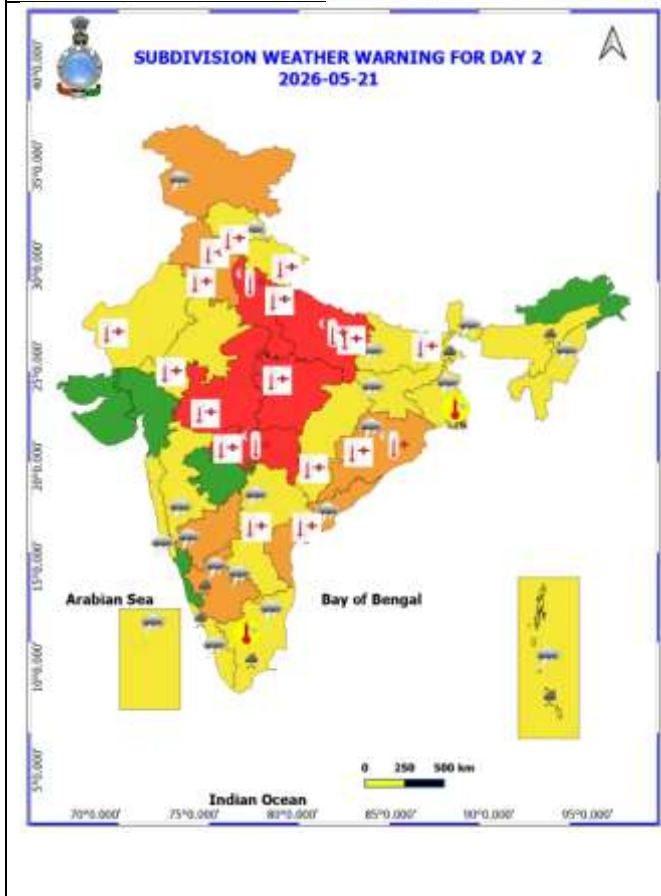 SUBDIVISION WEATHER WARNING FOR DAY 2
2026-05-21
40°0.000'
35°0.000'
30°0.000'
25°0.000'
20°0.000'
15°0.000'
10°0.000'
5°0.000'
Arabian Sea
Bay of Bengal
0 250 500 km
Indian Ocean
70°0.000' 75°0.000' 80°0.000' 85°0.000' 90°0.000' 95°0.000'